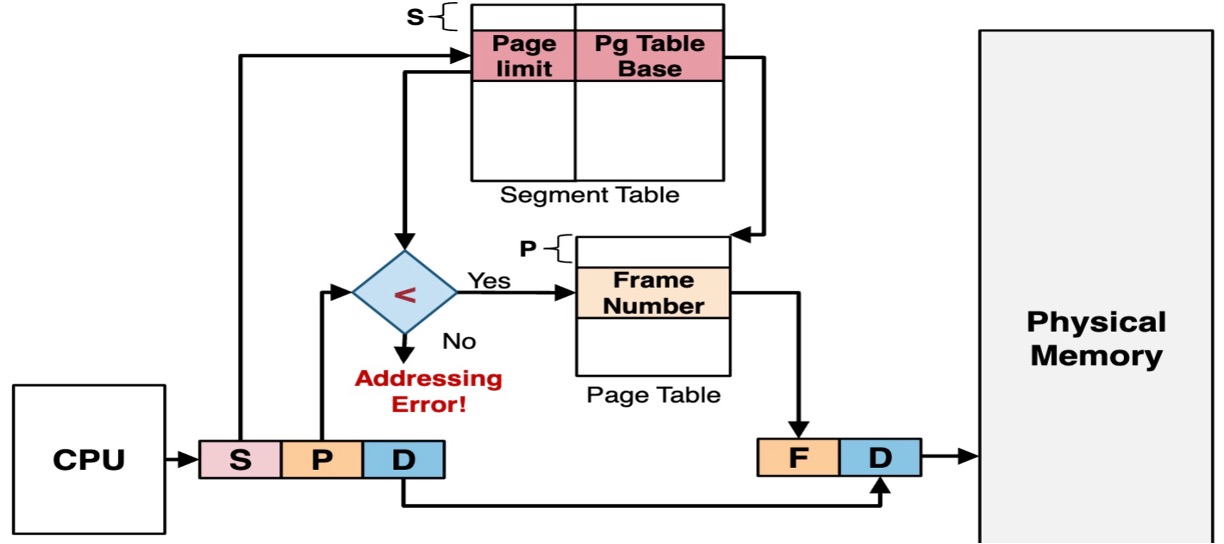 S
Page limit
Pg Table Base
Segment Table
P
Frame Number
Page Table
<
Yes
No
Addressing Error!
CPU
S P D
F D
Physical Memory